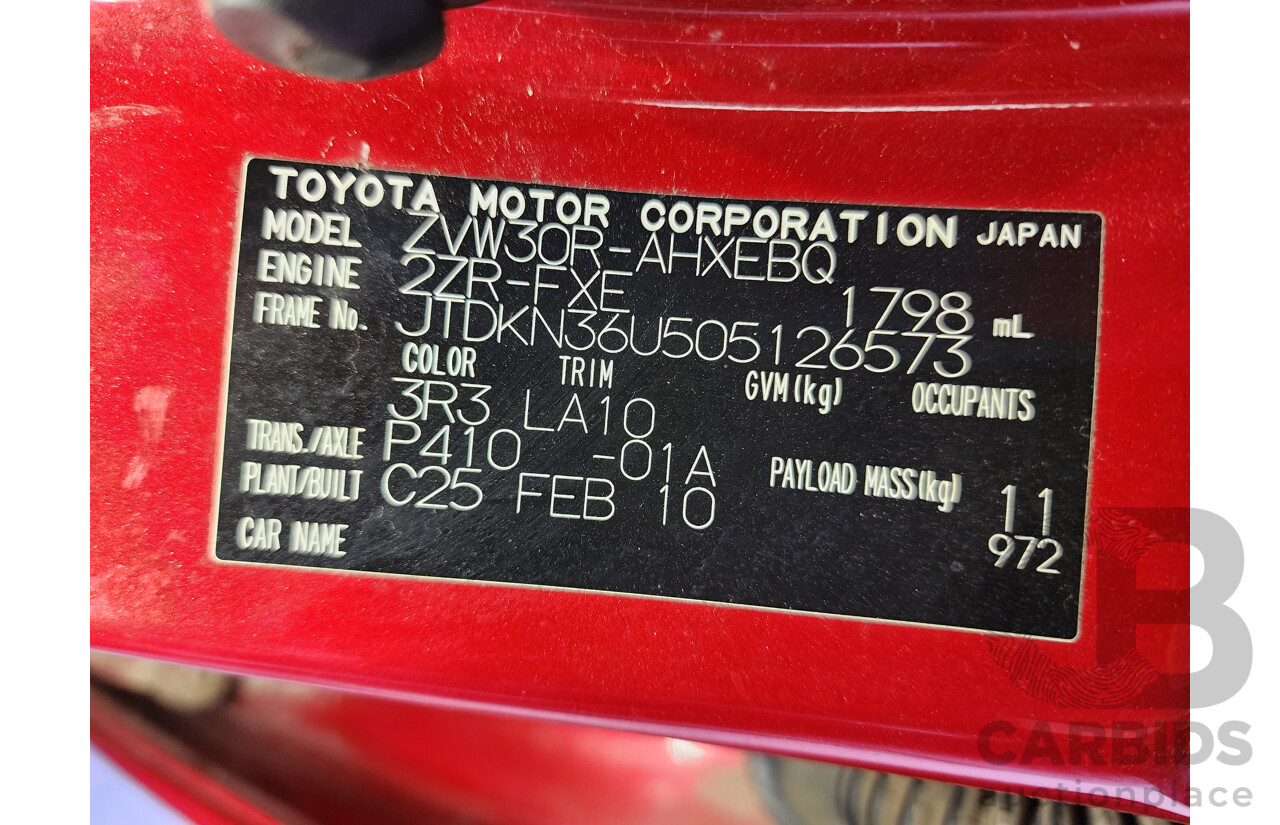 TOYOTA MOTOR CORPORATION JAPAN
MODEL ZVW30R-AHXEBQ
ENGINE 2ZR-FXE 1798 mL
FRAME No. JTDKN36U505126573
COLOR TRIM GVM(kg) OCCUPANTS
3R3 LA10
TRANS./AXLE P410 -01A PAYLOAD MASS(kg) 11
PLANT/BUILT C25 FEB 10 972
CAR NAME
CARBIDS
auctionplace